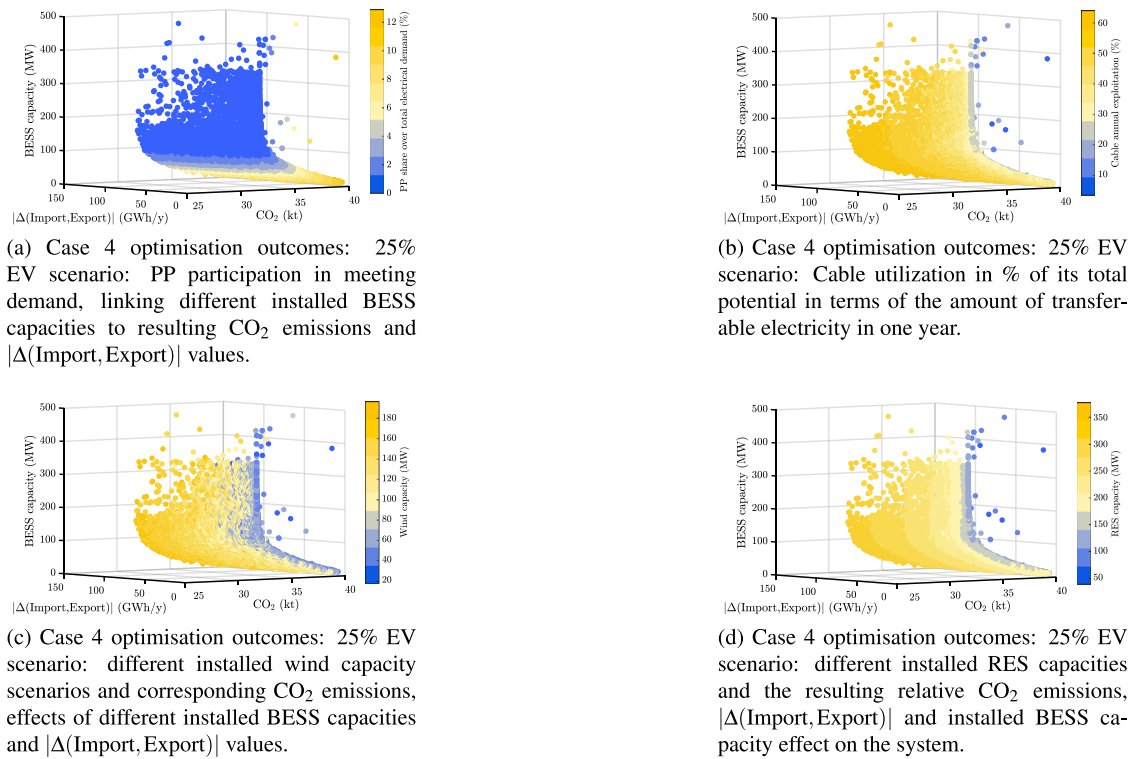 500
400
300
200
100
0
BESS capacity (MW)
150
100
50
0
|Δ(Import,Export)| (GWh/y)
25
30
35
40
CO₂ (kt)
12
10
8
6
4
2
0
PP share over total electrical demand (%)
(a) Case 4 optimisation outcomes: 25%
EV scenario: PP participation in meeting
demand, linking different installed BESS
capacities to resulting CO₂ emissions and
|Δ(Import,Export)| values.
500
400
300
200
100
0
BESS capacity (MW)
150
100
50
0
|Δ(Import,Export)| (GWh/y)
25
30
35
40
CO₂ (kt)
60
50
40
30
20
10
Cable annual exploitation (%)
(b) Case 4 optimisation outcomes: 25% EV
scenario: Cable utilization in % of its total
potential in terms of the amount of transfer-
able electricity in one year.
500
400
300
200
100
0
BESS capacity (MW)
150
100
50
0
|Δ(Import,Export)| (GWh/y)
25
30
35
40
CO₂ (kt)
180
160
140
120
100
80
60
40
20
Wind capacity (MW)
(c) Case 4 optimisation outcomes: 25% EV
scenario: different installed wind capacity
scenarios and corresponding CO₂ emissions,
effects of different installed BESS capacities
and |Δ(Import,Export)| values.
500
400
300
200
100
0
BESS capacity (MW)
150
100
50
0
|Δ(Import,Export)| (GWh/y)
25
30
35
40
CO₂ (kt)
350
300
250
200
150
100
50
RES capacity (MW)
(d) Case 4 optimisation outcomes: 25% EV
scenario: different installed RES capacities
and the resulting relative CO₂ emissions,
|Δ(Import,Export)| and installed BESS ca-
pacity effect on the system.